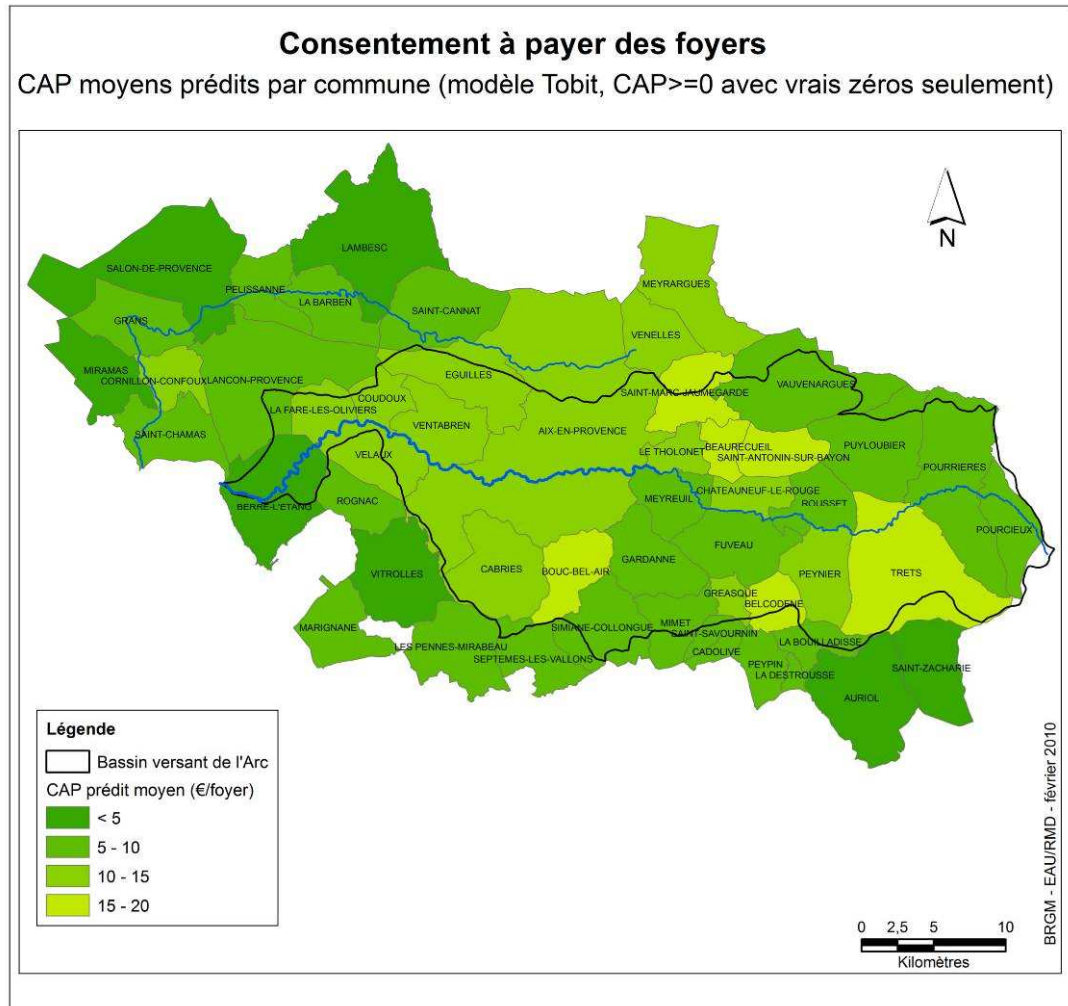 Consentement à payer des foyers
CAP moyens prédits par commune (modèle Tobit, CAP>=0 avec vrais zéros seulement)
N
LAMBESC
SALON-DE-PROVENCE
MEYRARGUES
PELISSANNE
LA BARBEN
SAINT-CANNAT
GRANS
VENELLES
MIRAMAS
CORNILLON-CONFOUX
LANCON-PROVENCE
EGUILLES
SAINT-MARC-JAUMEGARDE
VAUVENARGUES
COUDOUX
LA FARE-LES-OLIVIERS
VENTABREN
AIX-EN-PROVENCE
SAINT-CHAMAS
BEAURECUEIL
PUYLOUBIER
LE THOLONET
SAINT-ANTONIN-SUR-BAYON
VELAUX
POURRIERES
CHATEAUNEUF-LE-ROUGE
MEYREUIL
ROUSSET
ROGNAC
BERRE-L'ETANG
POURCIEUX
FUVEAU
GARDANNE
CABRIES
BOUC-BEL-AIR
VITROLLES
PEYNIER
TRETS
GREASQUE
BELCODENE
MARIGNANE
SIMIANE-COLLONGUE
MIMET
SAINT-SAVOURNIN
LES PENNES-MIRABEAU
LA BOUILLADISSE
SEPTEMES-LES-VALLONS
CADOLIVE
PEYPIN
LA DESTROUSSE
SAINT-ZACHARIE
AURIOL
Légende
Bassin versant de l'Arc
CAP prédit moyen (€/foyer)
< 5
5 - 10
10 - 15
15 - 20
0 2,5 5 10
Kilomètres
BRGM - EAU/RMD - février 2010